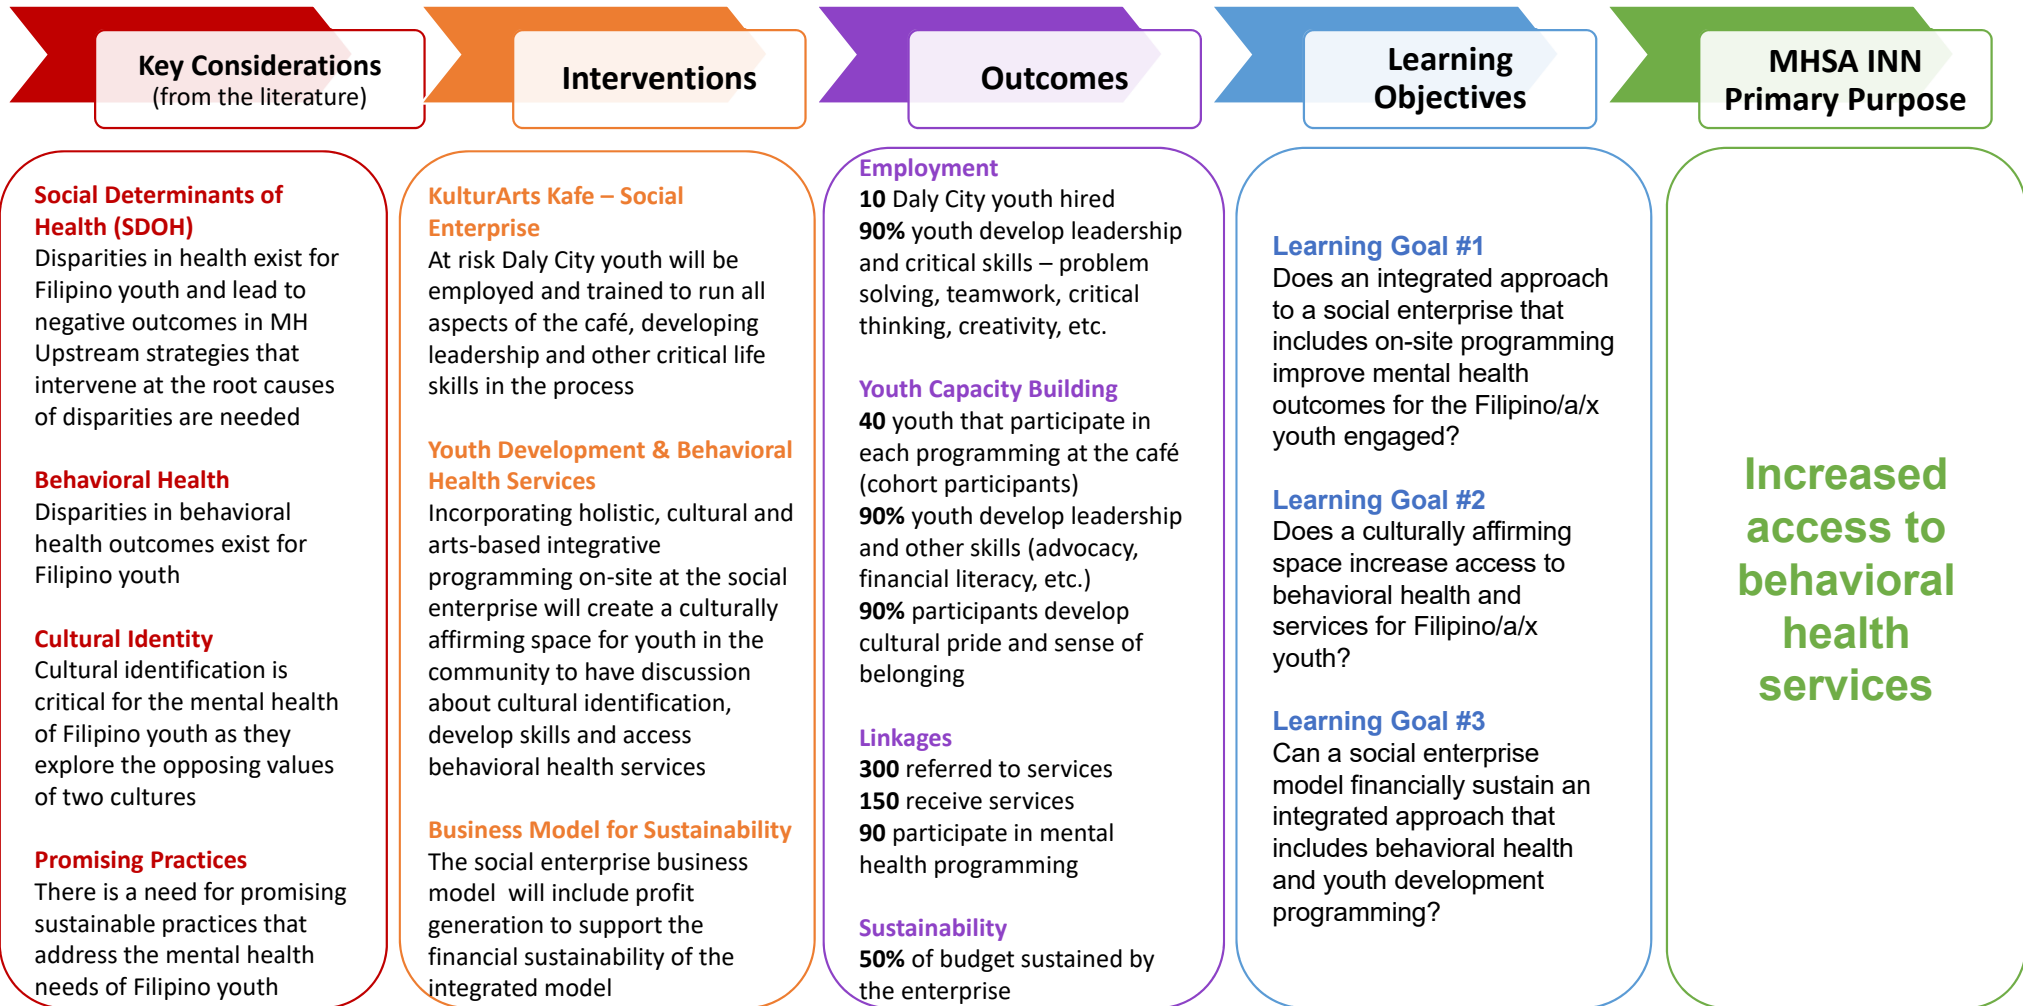 Key Considerations
(from the literature)
Interventions
Outcomes
Learning
Objectives
MHSA INN
Primary Purpose
Social Determinants of
Health (SDOH)
Disparities in health exist for
Filipino youth and lead to
negative outcomes in MH
Upstream strategies that
intervene at the root causes
of disparities are needed
Behavioral Health
Disparities in behavioral
health outcomes exist for
Filipino youth
Cultural Identity
Cultural identification is
critical for the mental health
of Filipino youth as they
explore the opposing values
of two cultures
Promising Practices
There is a need for promising
sustainable practices that
address the mental health
needs of Filipino youth
KulturArts Kafe – Social
Enterprise
At risk Daly City youth will be
employed and trained to run all
aspects of the café, developing
leadership and other critical life
skills in the process
Youth Development & Behavioral
Health Services
Incorporating holistic, cultural and
arts-based integrative
programming on-site at the social
enterprise will create a culturally
affirming space for youth in the
community to have discussion
about cultural identification,
develop skills and access
behavioral health services
Business Model for Sustainability
The social enterprise business
model  will include profit
generation to support the
financial sustainability of the
integrated model
Employment
10 Daly City youth hired
90% youth develop leadership
and critical skills – problem
solving, teamwork, critical
thinking, creativity, etc.
Youth Capacity Building
40 youth that participate in
each programming at the café
(cohort participants)
90% youth develop leadership
and other skills (advocacy,
financial literacy, etc.)
90% participants develop
cultural pride and sense of
belonging
Linkages
300 referred to services
150 receive services
90 participate in mental
health programming
Sustainability
50% of budget sustained by
the enterprise
Learning Goal #1
Does an integrated approach
to a social enterprise that
includes on-site programming
improve mental health
outcomes for the Filipino/a/x
youth engaged?
Learning Goal #2
Does a culturally affirming
space increase access to
behavioral health and
services for Filipino/a/x
youth?
Learning Goal #3
Can a social enterprise
model financially sustain an
integrated approach that
includes behavioral health
and youth development
programming?
Increased
access to
behavioral
health
services